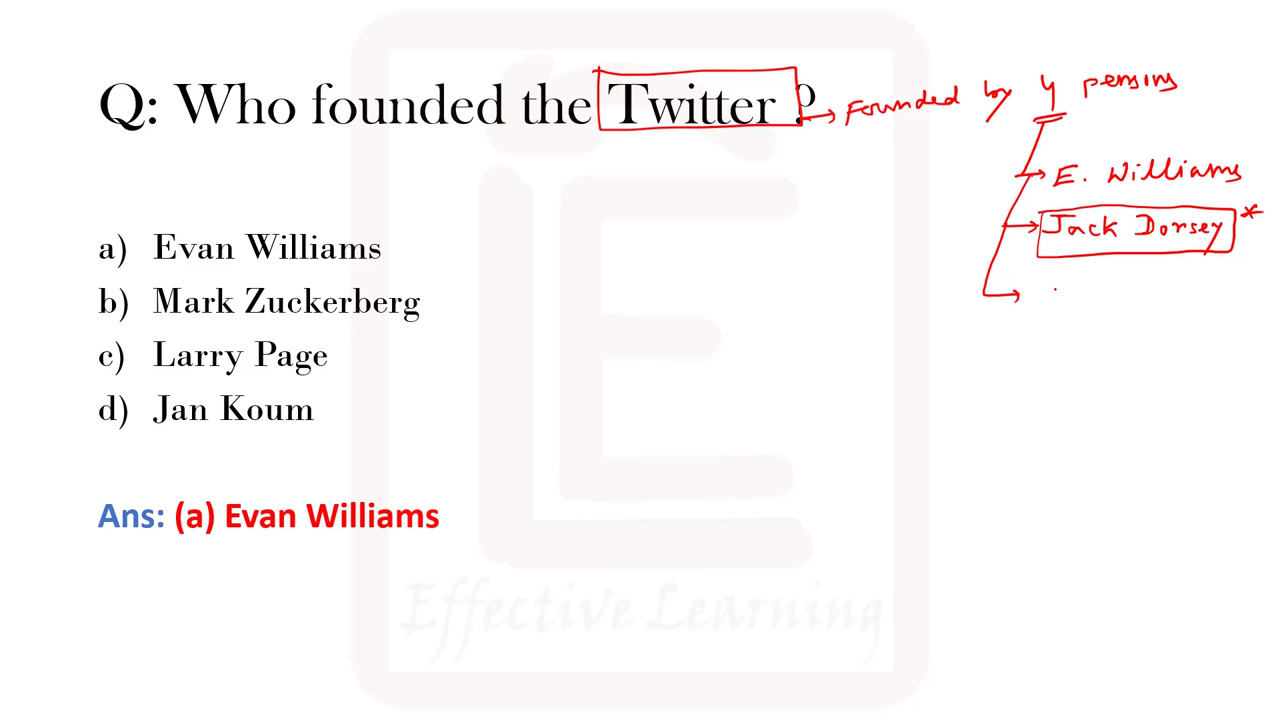 Q: Who founded the Twitter ?
→ Founded by 4 persons
→ E. Williams
→ Jack Dorsey *
→
a) Evan Williams
b) Mark Zuckerberg
c) Larry Page
d) Jan Koum
Ans: (a) Evan Williams
Effective Learning